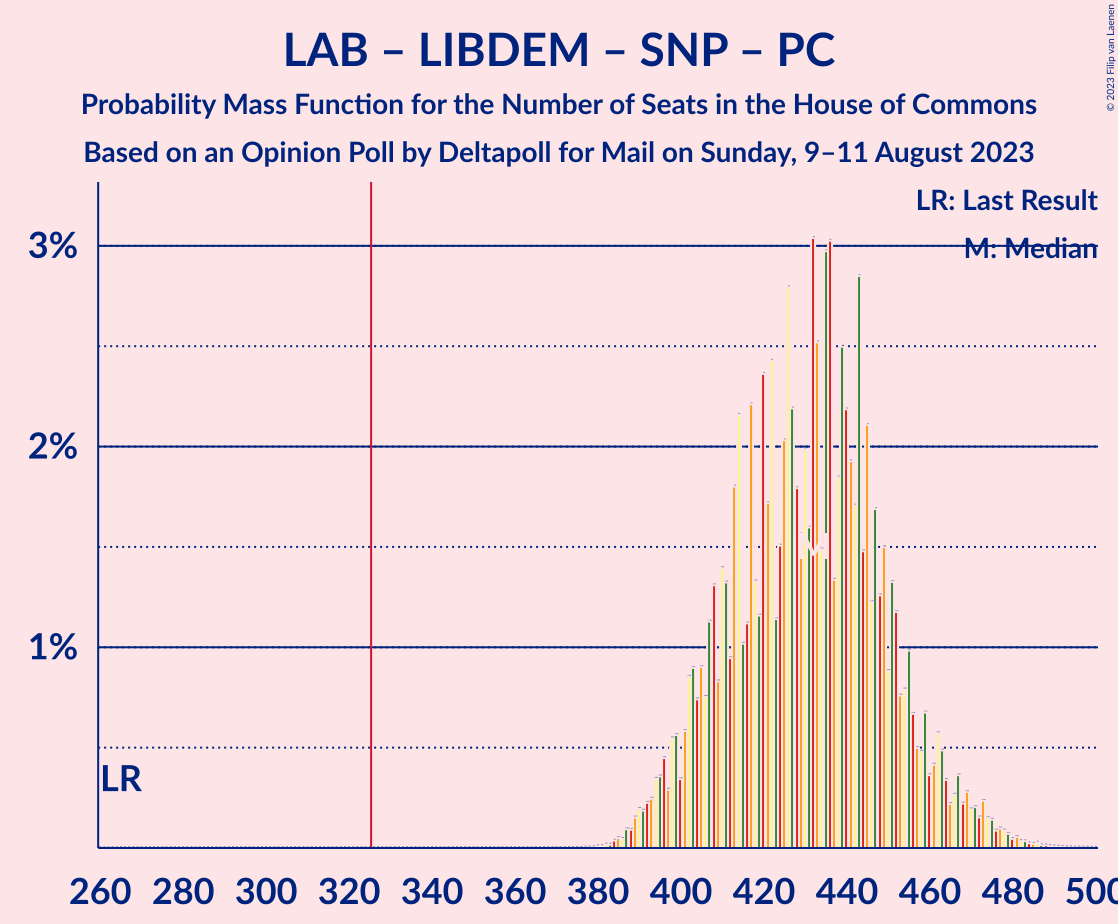 LAB – LIBDEM – SNP – PC
Probability Mass Function for the Number of Seats in the House of Commons
Based on an Opinion Poll by Deltapoll for Mail on Sunday, 9–11 August 2023
© 2023 Filip van Laenen
LR: Last Result
M: Median
3%
2%
1%
LR
260 280 300 320 340 360 380 400 420 440 460 480 500